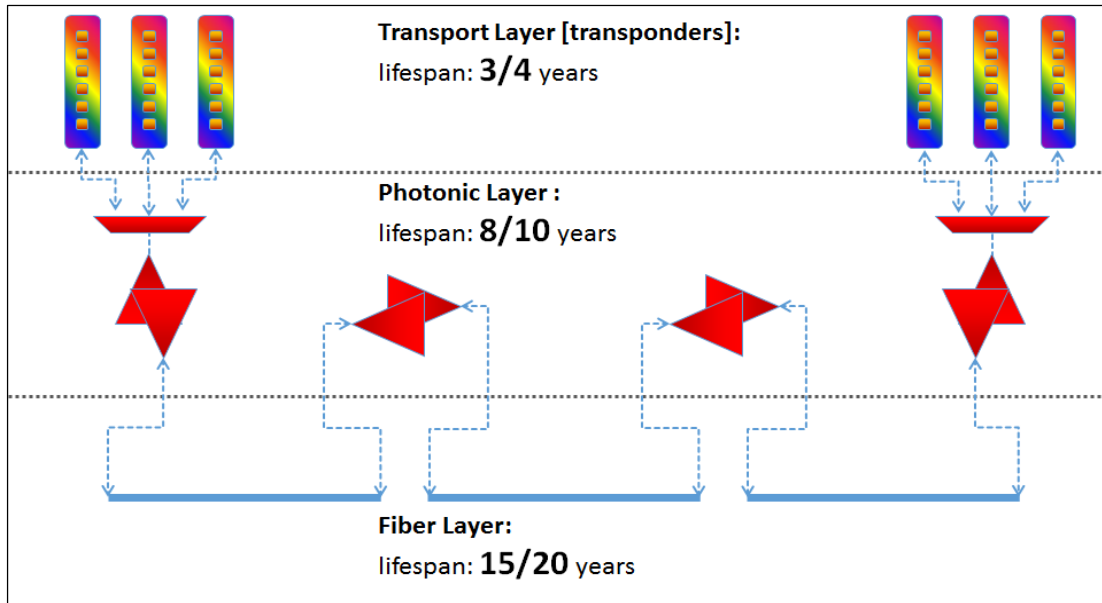 Transport Layer [transponders]:
lifespan: 3/4 years
Photonic Layer :
lifespan: 8/10 years
Fiber Layer:
lifespan: 15/20 years